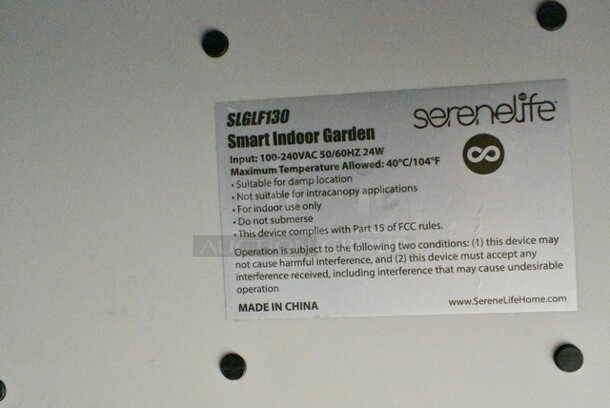 SLGLF130
serenelife
Smart Indoor Garden
Input: 100-240VAC 50/60HZ 24W
Maximum Temperature Allowed: 40°C/104°F
• Suitable for damp location
• Not suitable for intracanopy applications
• For indoor use only
• Do not submerse
• This device complies with Part 15 of FCC rules.
Operation is subject to the following two conditions: (1) this device may
not cause harmful interference, and (2) this device must accept any
interference received, including interference that may cause undesirable
operation
MADE IN CHINA
www.SereneLifeHome.com